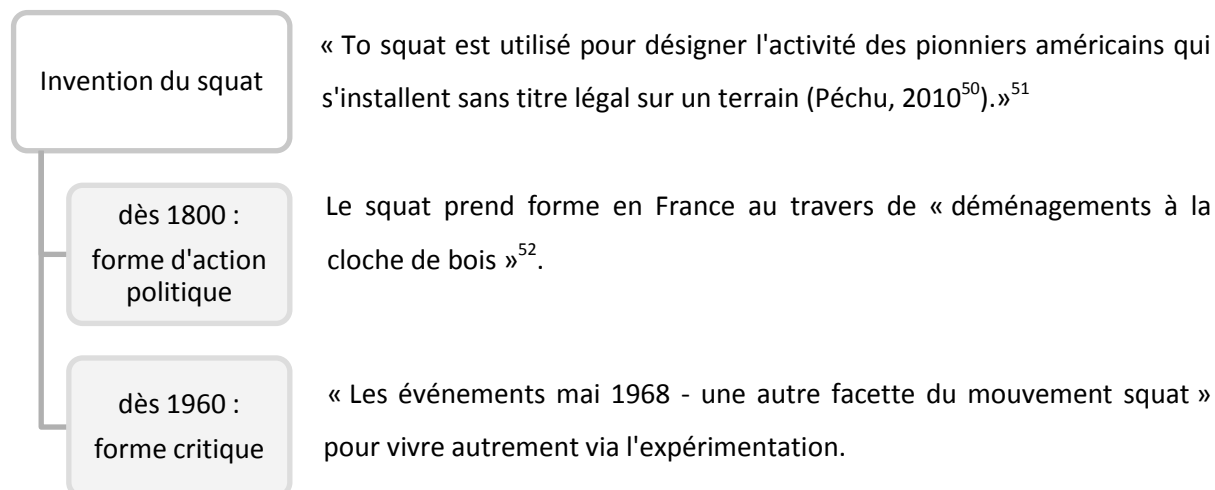 Invention du squat
« To squat est utilisé pour désigner l'activité des pionniers américains qui
s'installent sans titre légal sur un terrain (Péchu, 2010⁵⁰).»⁵¹
dès 1800 :
forme d'action
politique
Le squat prend forme en France au travers de « déménagements à la
cloche de bois »⁵².
dès 1960 :
forme critique
« Les événements mai 1968 - une autre facette du mouvement squat »
pour vivre autrement via l'expérimentation.